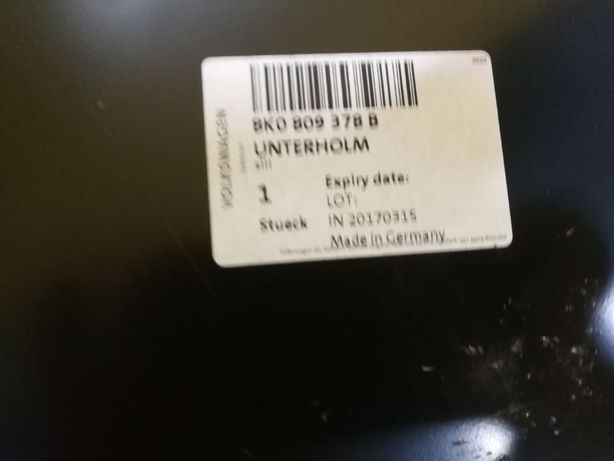 8K0 809 378 B
UNTERHOLM
VOLKSWAGEN
1
Stueck
Expiry date:
LOT:
IN 20170315
Made in Germany